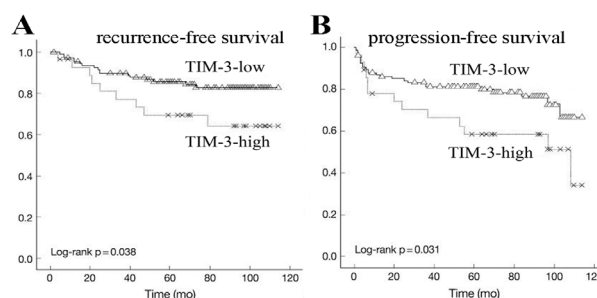 A
recurrence-free survival
1.0
0.8
0.6
0.4
0.2
0.0
TIM-3-low
TIM-3-high
Log-rank p=0.038
0 20 40 60 80 100 120
Time (mo)
B
progression-free survival
1.0
0.8
0.6
0.4
0.2
0.0
TIM-3-low
TIM-3-high
Log-rank p=0.031
0 20 40 60 80 100 120
Time (mo)